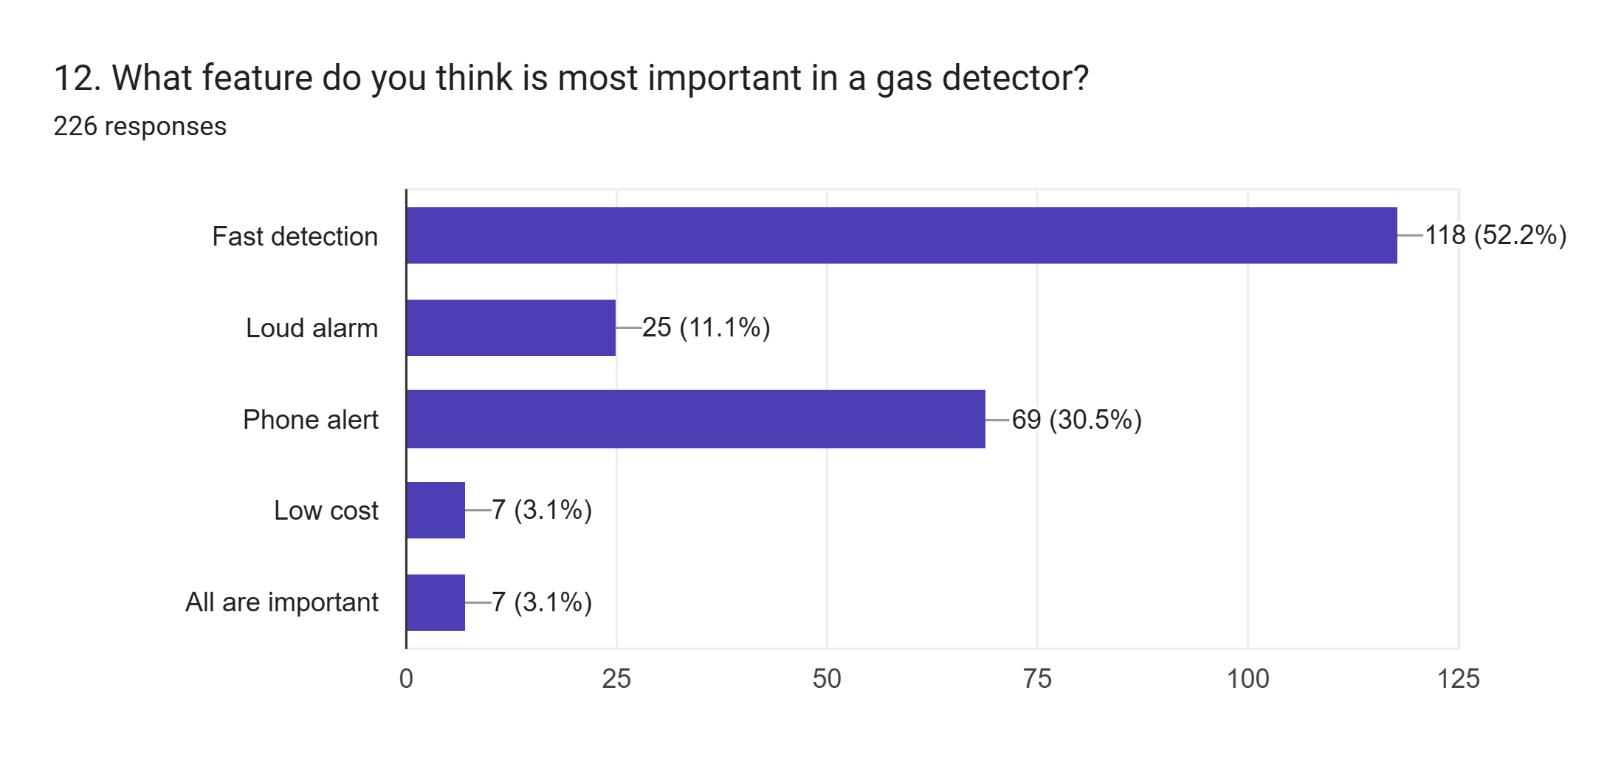 12. What feature do you think is most important in a gas detector?
226 responses
Fast detection
118 (52.2%)
Loud alarm
25 (11.1%)
Phone alert
69 (30.5%)
Low cost
7 (3.1%)
All are important
7 (3.1%)
0 25 50 75 100 125